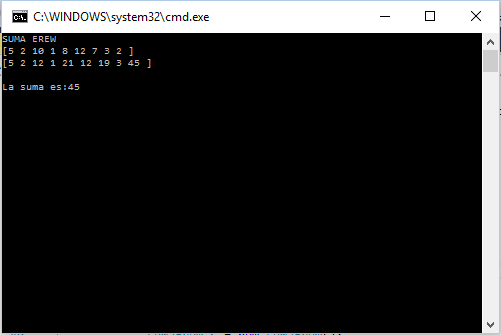 C:\WINDOWS\system32\cmd.exe
SUMA EREW
[5 2 10 1 8 12 7 3 2 ]
[5 2 12 1 21 12 19 3 45 ]
La suma es:45